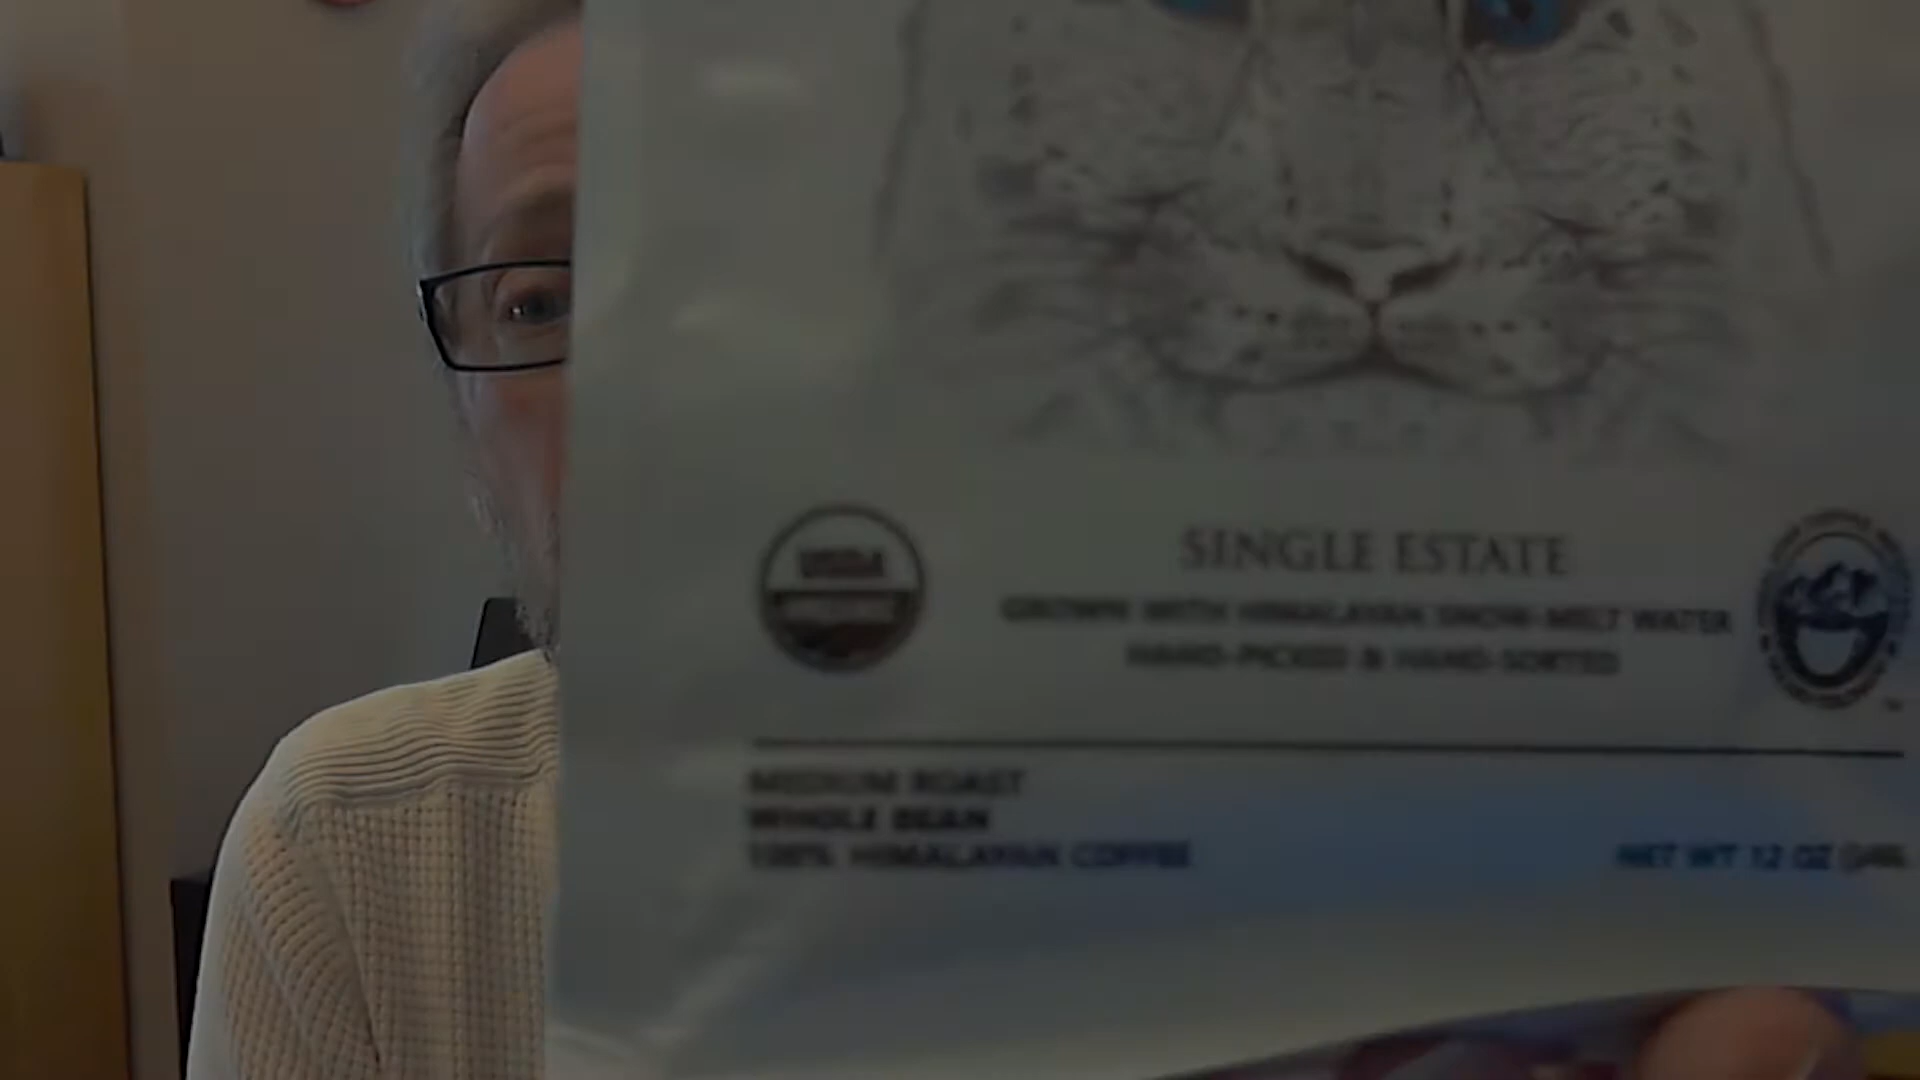 USDA
SINGLE ESTATE
GROWN WITH HIMALAYAN SNOW-MELT WATER
HAND-PICKED & HAND-SORTED
MEDIUM ROAST
WHOLE BEAN
100% HIMALAYAN COFFEE
NET WT 12 OZ